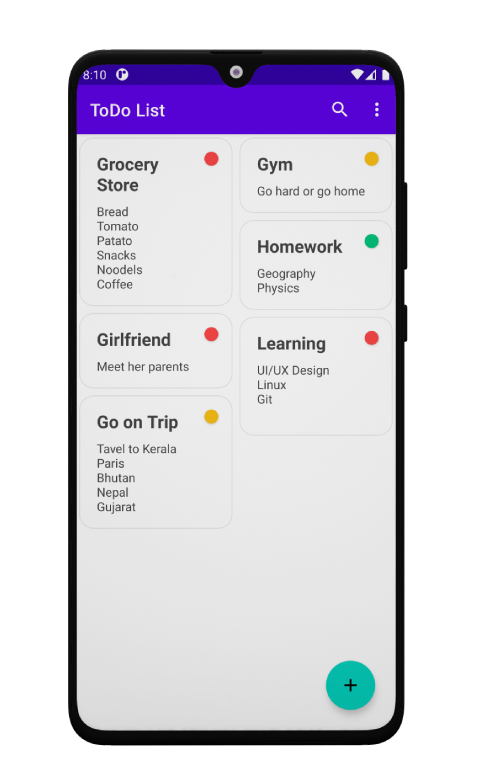 8:10
ToDo List
Grocery
Store
Bread
Tomato
Patato
Snacks
Noodels
Coffee
Girlfriend
Meet her parents
Go on Trip
Tavel to Kerala
Paris
Bhutan
Nepal
Gujarat
Gym
Go hard or go home
Homework
Geography
Physics
Learning
UI/UX Design
Linux
Git